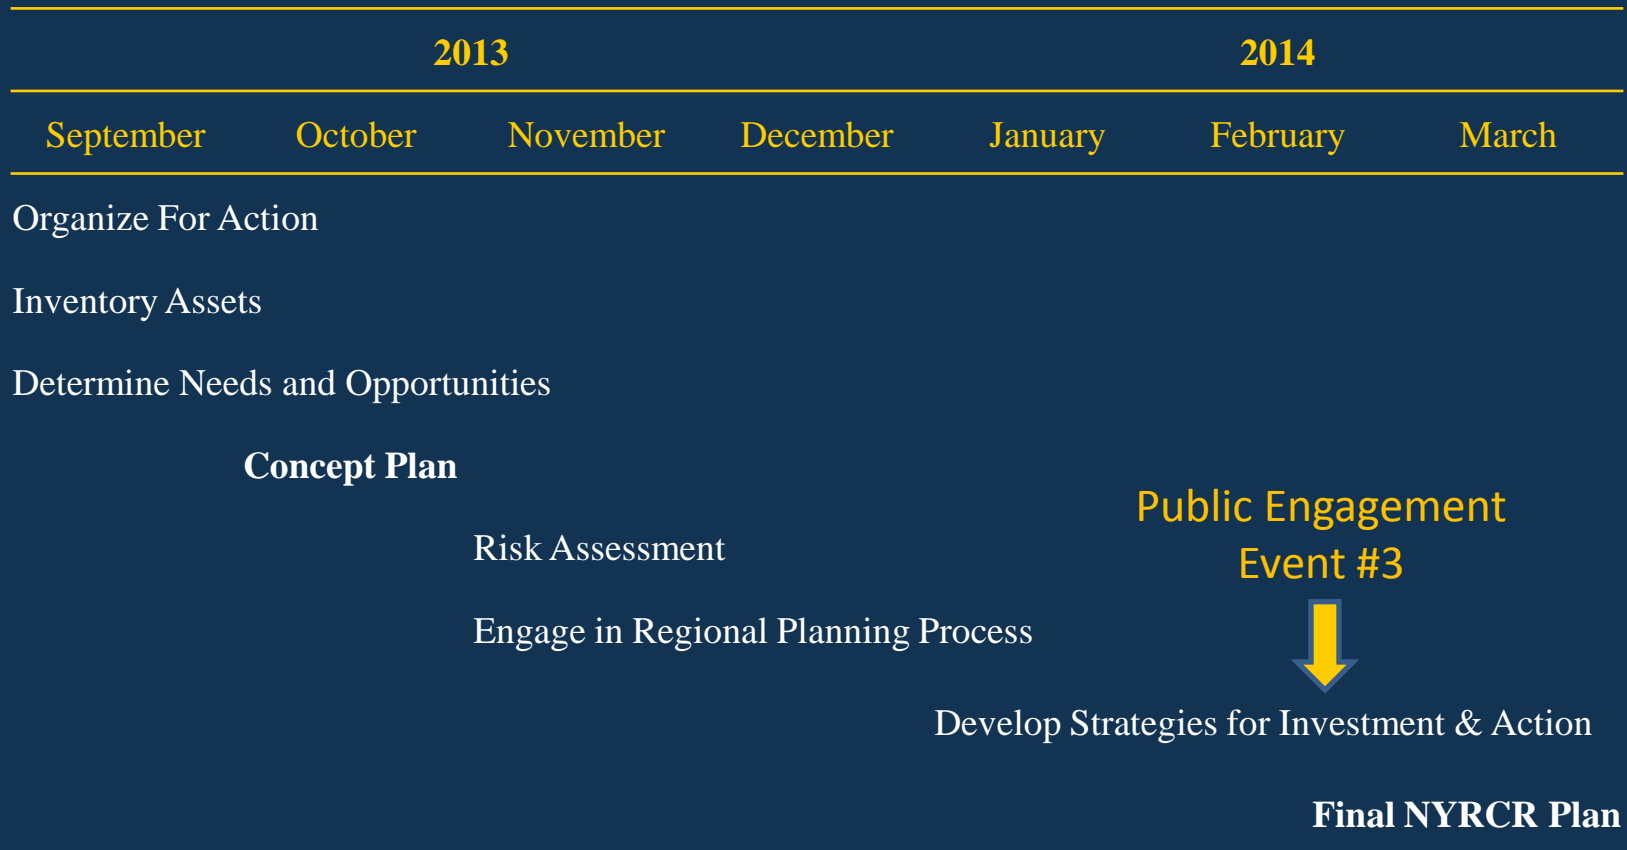 2013 2014
September October November December January February March
Organize For Action
Inventory Assets
Determine Needs and Opportunities
Concept Plan
Public Engagement
Event #3
Risk Assessment
Engage in Regional Planning Process
Develop Strategies for Investment & Action
Final NYRCR Plan